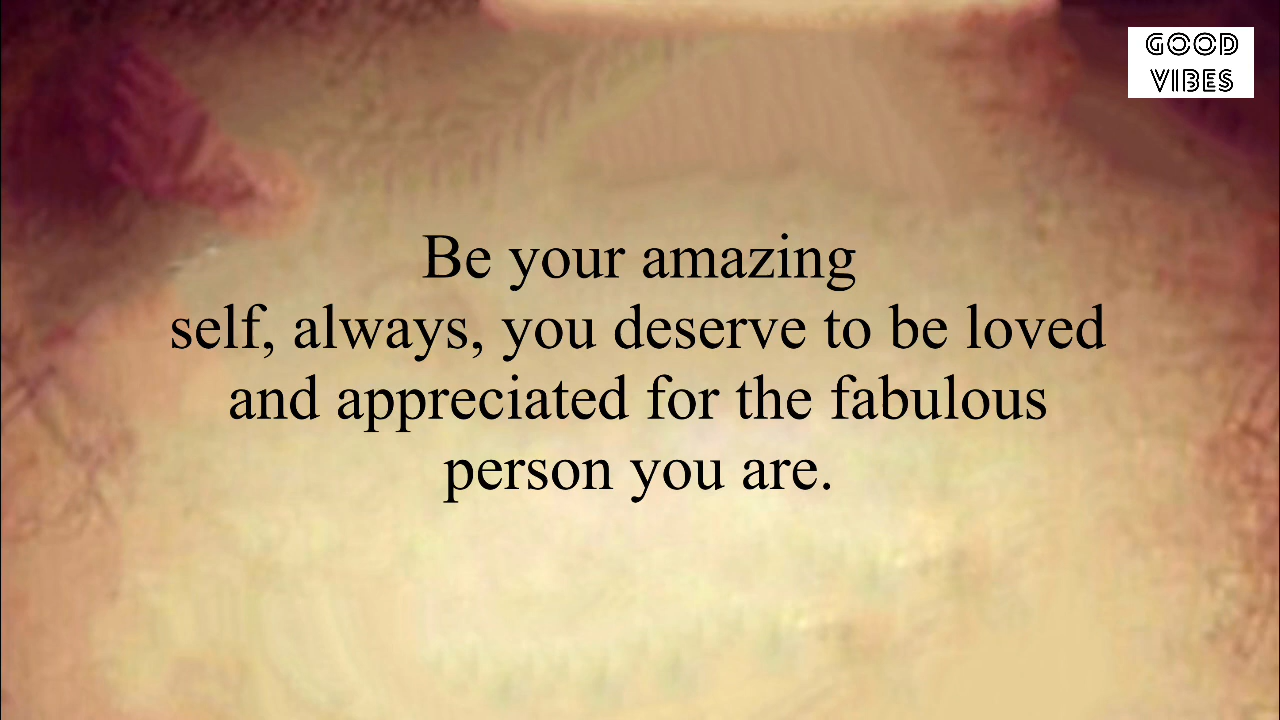 GOOD
VIBES
Be your amazing
self, always, you deserve to be loved
and appreciated for the fabulous
person you are.